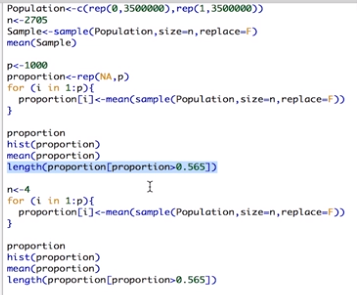 Population<-c(rep(0,3500000),rep(1,3500000))
n<-2705
Sample<-sample(Population,size=n,replace=F)
mean(Sample)
p<-1000
proportion<-rep(NA,p)
for (i in 1:p){
proportion[i]<-mean(sample(Population,size=n,replace=F))
}
proportion
hist(proportion)
mean(proportion)
length(proportion[proportion>0.565])
n<-4
for (i in 1:p){
proportion[i]<-mean(sample(Population,size=n,replace=F))
}
proportion
hist(proportion)
mean(proportion)
length(proportion[proportion>0.565])